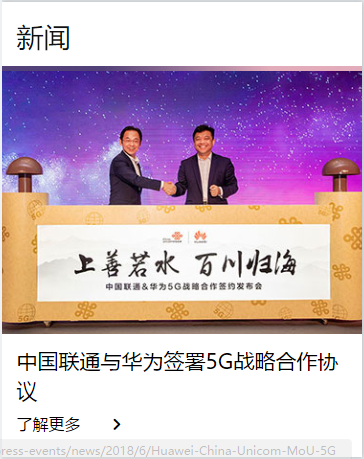 新闻
上善若水 百川归海
中国联通&华为5G战略合作签约发布会
中国联通与华为签署5G战略合作协
议
了解更多
ress-events/news/2018/6/Huawei-China-Unicom-MoU-5G